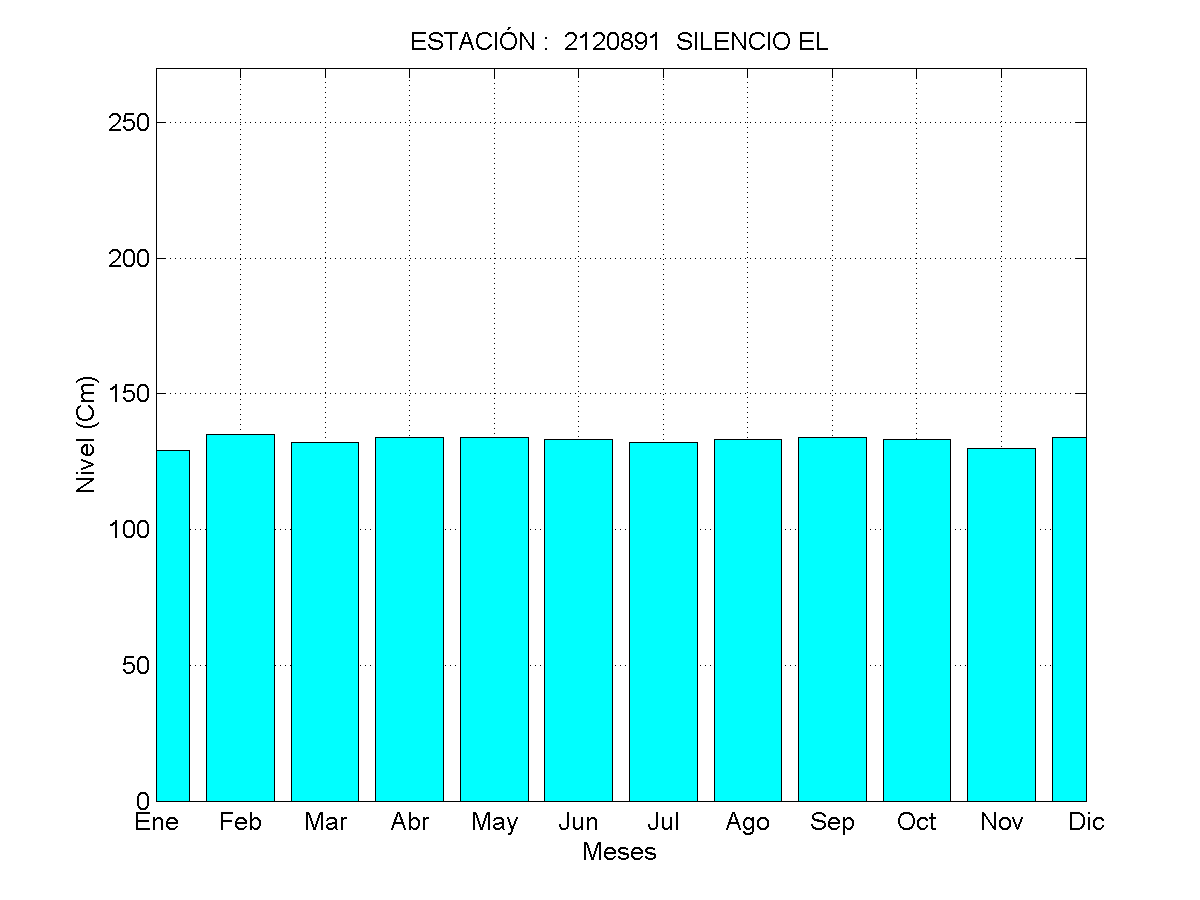 ESTACIÓN : 2120891 SILENCIO EL
250
200
150
100
50
0
Nivel (Cm)
Ene Feb Mar Abr May Jun Jul Ago Sep Oct Nov Dic
Meses